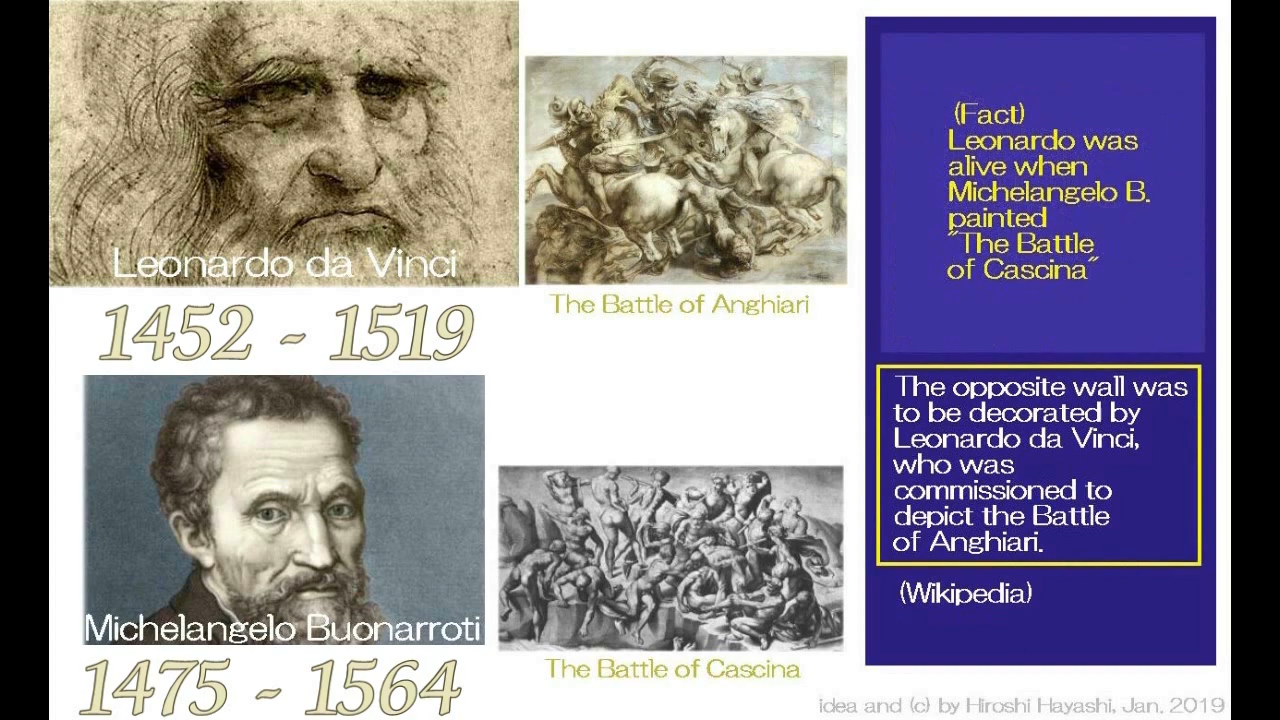 Leonardo da Vinci
1452 - 1519
The Battle of Anghiari
Michelangelo Buonarroti
1475 - 1564
The Battle of Cascina
(Fact)
Leonardo was
alive when
Michelangelo B.
painted
"The Battle
of Cascina"
The opposite wall was
to be decorated by
Leonardo da Vinci,
who was
commissioned to
depict the Battle
of Anghiari.
(Wikipedia)
idea and (c) by Hiroshi Hayashi, Jan. 2019